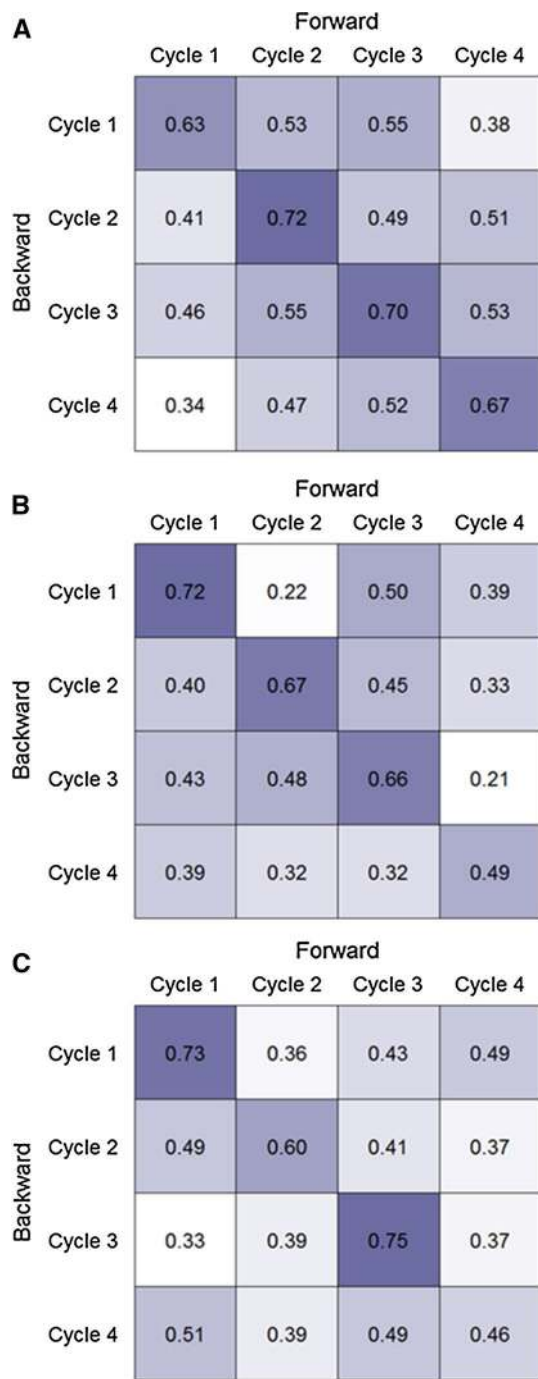 A
Forward
Cycle 1 Cycle 2 Cycle 3 Cycle 4
Backward
Cycle 1 0.63 0.53 0.55 0.38
Cycle 2 0.41 0.72 0.49 0.51
Cycle 3 0.46 0.55 0.70 0.53
Cycle 4 0.34 0.47 0.52 0.67
B
Forward
Cycle 1 Cycle 2 Cycle 3 Cycle 4
Backward
Cycle 1 0.72 0.22 0.50 0.39
Cycle 2 0.40 0.67 0.45 0.33
Cycle 3 0.43 0.48 0.66 0.21
Cycle 4 0.39 0.32 0.32 0.49
C
Forward
Cycle 1 Cycle 2 Cycle 3 Cycle 4
Backward
Cycle 1 0.73 0.36 0.43 0.49
Cycle 2 0.49 0.60 0.41 0.37
Cycle 3 0.33 0.39 0.75 0.37
Cycle 4 0.51 0.39 0.49 0.46